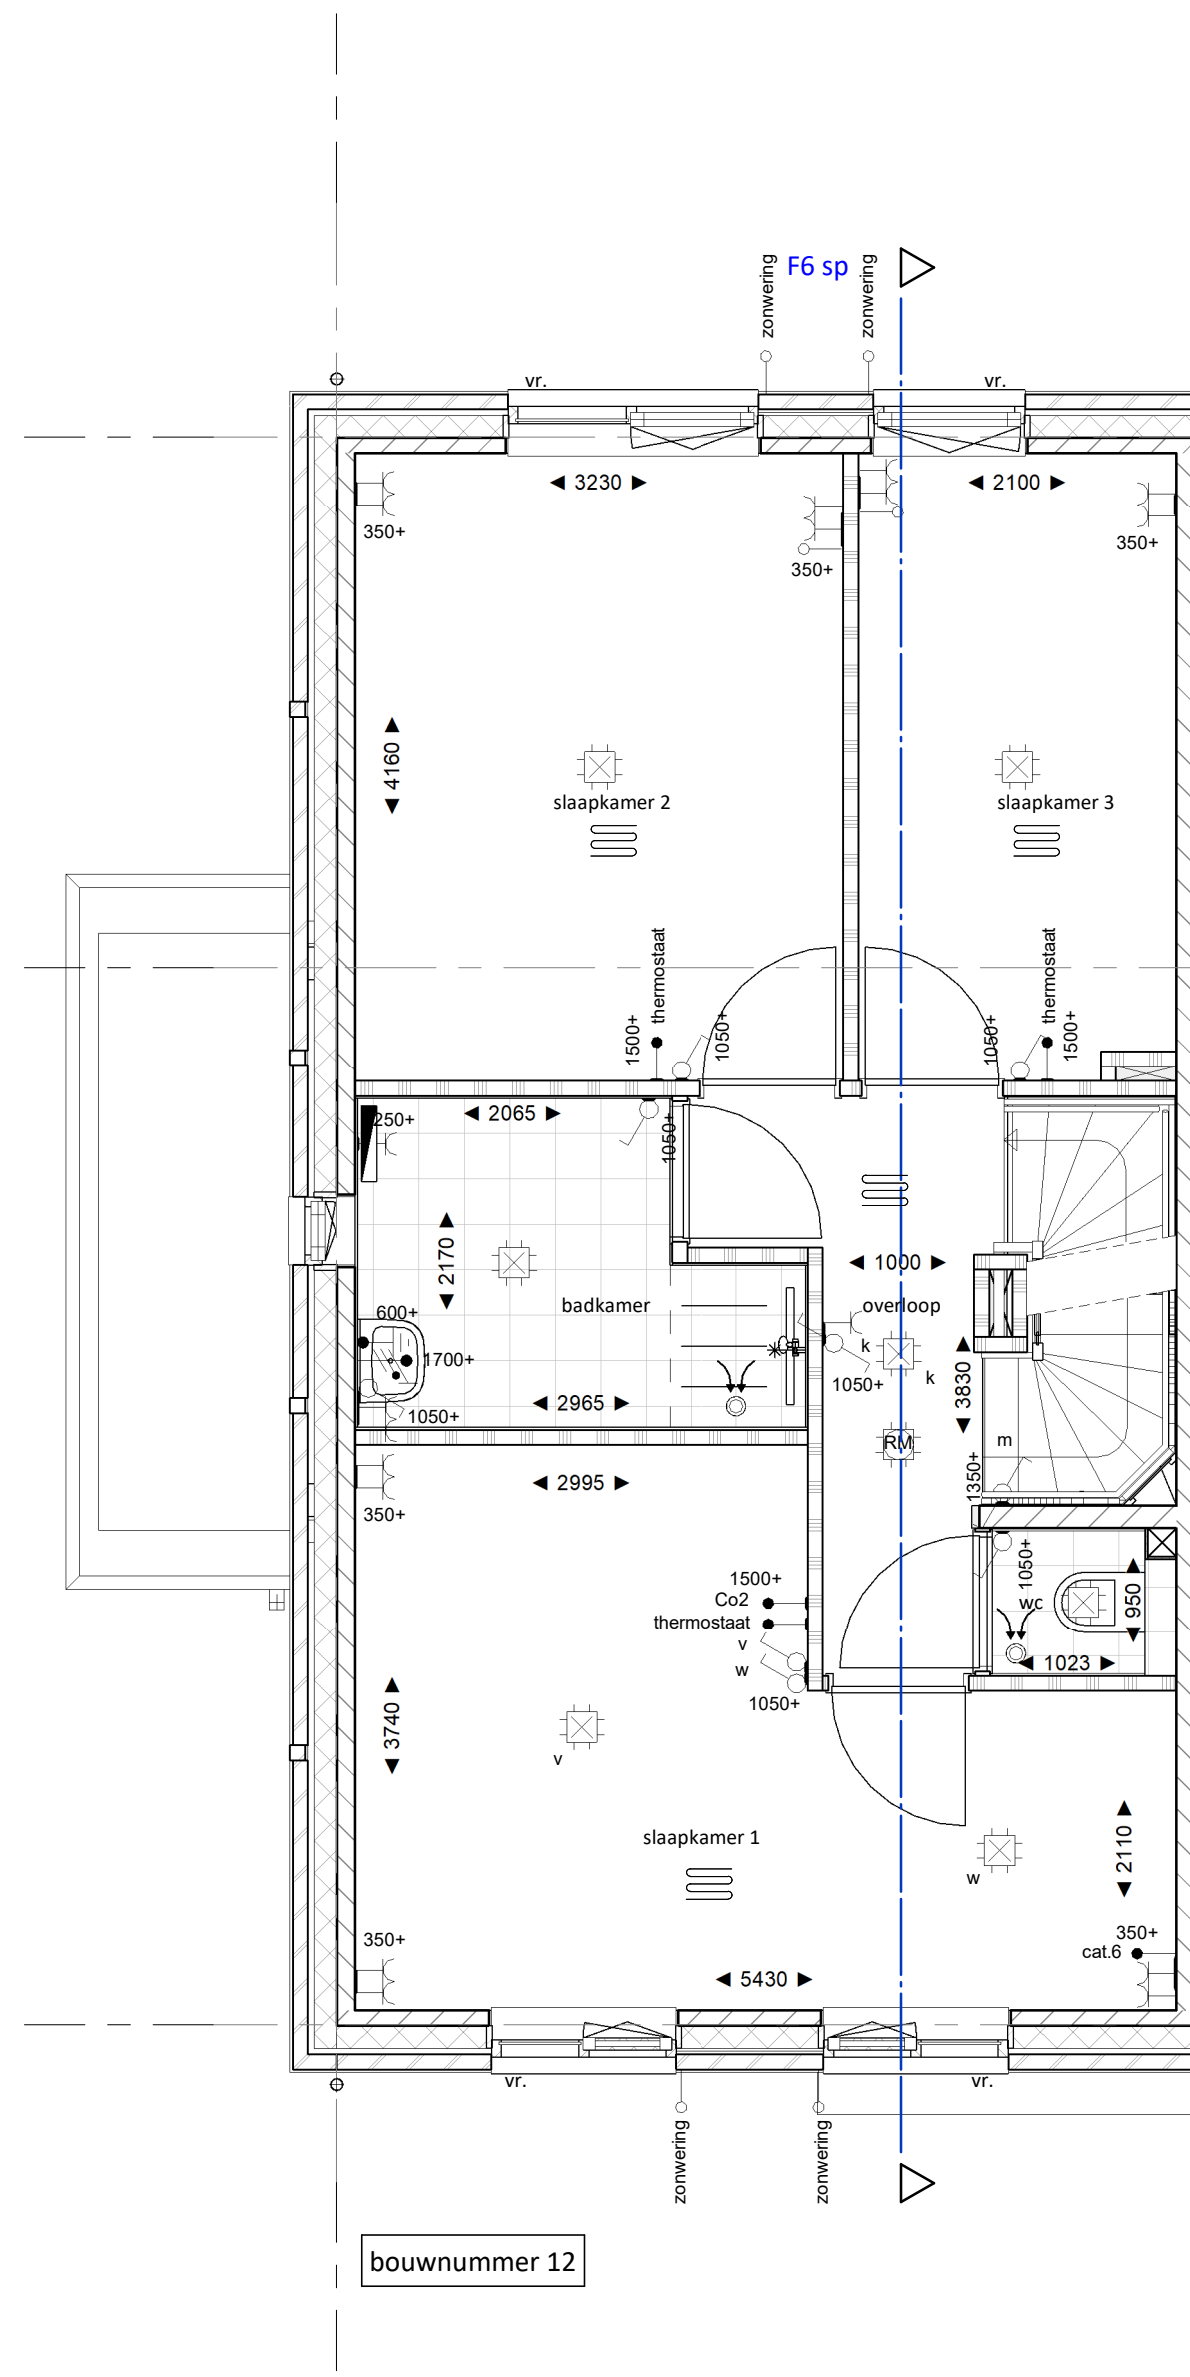 zonwering
F6 sp
zonwering
vr.
vr.
3230
2100
350+
350+
350+
4160
slaapkamer 2
slaapkamer 3
thermostaat
1500+
1050+
1050+
thermostaat
1500+
250+
2065
1050+
2170
1000
badkamer
overloop
600+
k
1700+
k
1050+
3830
2965
1050+
RM
m
2995
1350+
350+
1050+
1500+
Co2
thermostaat
v
w
1050+
wc
950
1023
3740
v
slaapkamer 1
w
2110
350+
350+
cat.6
5430
vr.
vr.
zonwering
zonwering
bouwnummer 12